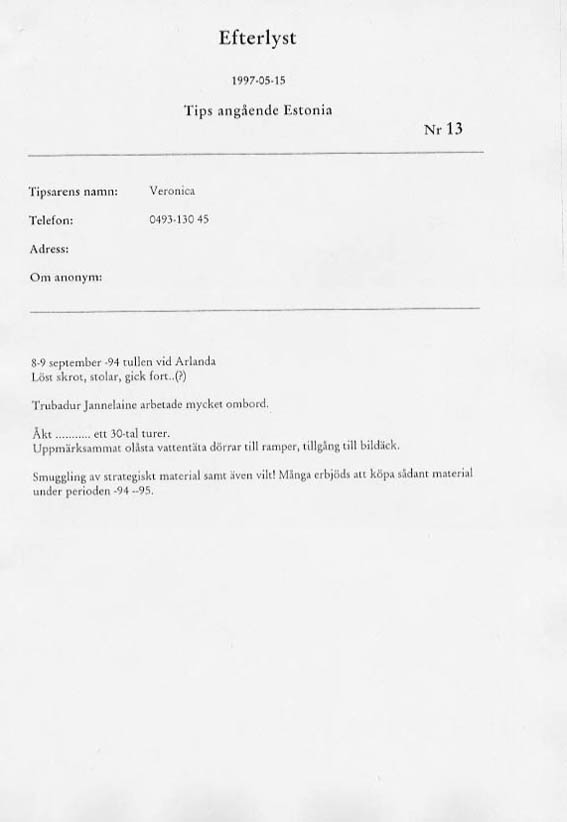 Efterlyst
1997-05-15
Tips angående Estonia
Nr 13
Tipsarens namn: Veronica
Telefon: 0493-130 45
Adress:
Om anonym:
8-9 september -94 tullen vid Arlanda
Löst skrot, stolar, gick fort..(?)
Trubadur Jannelaine arbetade mycket ombord.
Åkt ........... ett 30-tal turer.
Uppmärksammat olåsta vattentäta dörrar till ramper, tillgång till bildäck.
Smuggling av strategiskt material samt även vilt! Många erbjöds att köpa sådant material
under perioden -94 --95.